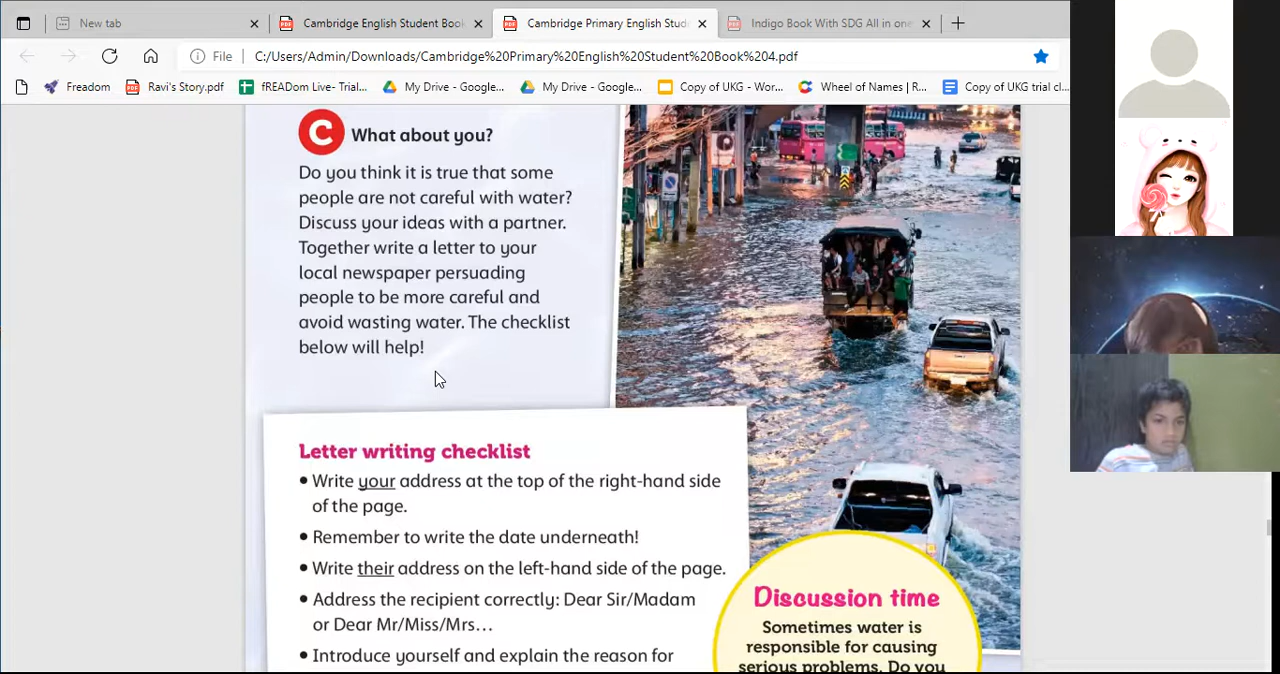 New tab
Cambridge English Student Book
Cambridge Primary English Stude
Indigo Book With SDG All in one
File
C:/Users/Admin/Downloads/Cambridge%20Primary%20English%20Student%20Book%204.pdf
Freadom
Ravi's Story.pdf
fREADom Live- Trial...
My Drive - Google...
My Drive - Google...
Copy of UKG - Wor...
Wheel of Names | R...
Copy of UKG trial cl...
C What about you?
Do you think it is true that some
people are not careful with water?
Discuss your ideas with a partner.
Together write a letter to your
local newspaper persuading
people to be more careful and
avoid wasting water. The checklist
below will help!
Letter writing checklist
• Write your address at the top of the right-hand side
of the page.
• Remember to write the date underneath!
• Write their address on the left-hand side of the page.
• Address the recipient correctly: Dear Sir/Madam
or Dear Mr/Miss/Mrs…
• Introduce yourself and explain the reason for
Discussion time
Sometimes water is
responsible for causing
serious problems. Do you